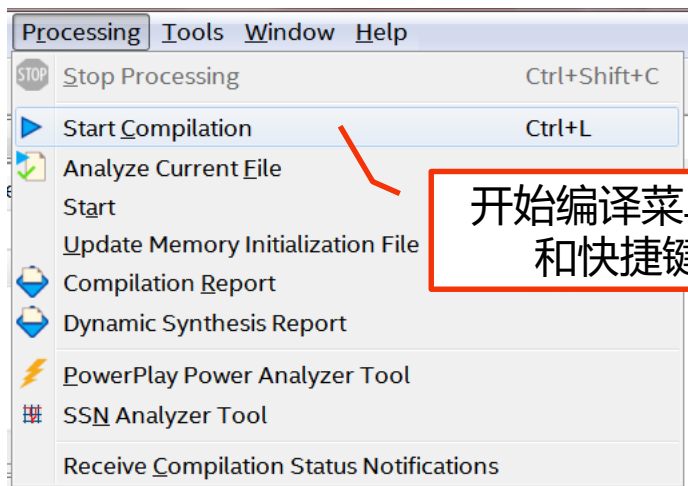 Processing Tools Window Help
STOP Stop Processing Ctrl+Shift+C
Start Compilation Ctrl+L
Analyze Current File
Start
Update Memory Initialization File
Compilation Report
Dynamic Synthesis Report
PowerPlay Power Analyzer Tool
SSN Analyzer Tool
Receive Compilation Status Notifications
开始编译菜
和快捷键